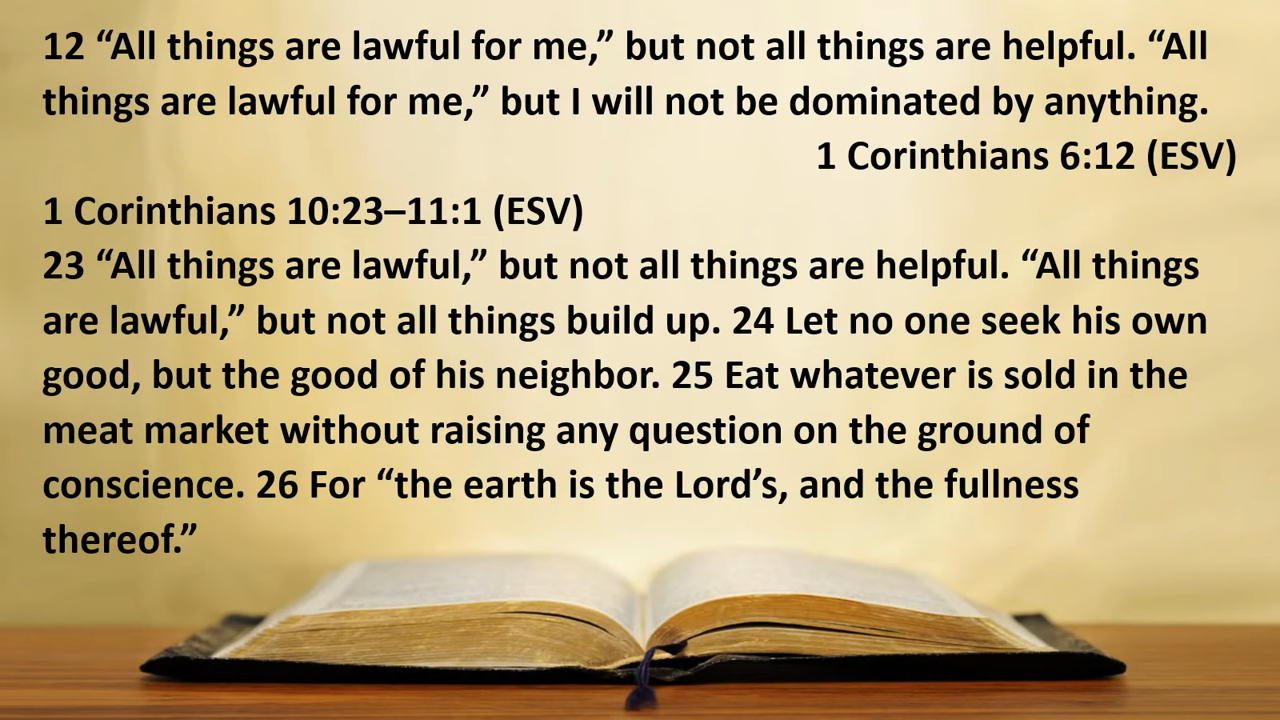 12 “All things are lawful for me,” but not all things are helpful. “All
things are lawful for me,” but I will not be dominated by anything.
1 Corinthians 6:12 (ESV)
1 Corinthians 10:23–11:1 (ESV)
23 “All things are lawful,” but not all things are helpful. “All things
are lawful,” but not all things build up. 24 Let no one seek his own
good, but the good of his neighbor. 25 Eat whatever is sold in the
meat market without raising any question on the ground of
conscience. 26 For “the earth is the Lord’s, and the fullness
thereof.”